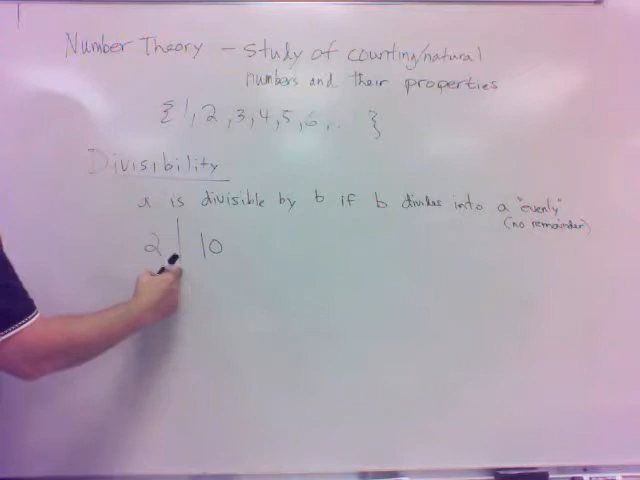 Number Theory - study of counting/natural
numbers and their properties
{1, 2, 3, 4, 5, 6, .. }
Divisibility
a is divisible by b if b divides into a "evenly"
(no remainder)
2 | 10